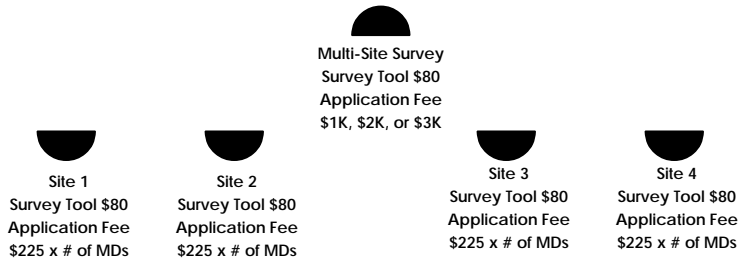 Multi-Site Survey
Survey Tool $80
Application Fee
$1K, $2K, or $3K
Site 1
Survey Tool $80
Application Fee
$225 x # of MDs
Site 2
Survey Tool $80
Application Fee
$225 x # of MDs
Site 3
Survey Tool $80
Application Fee
$225 x # of MDs
Site 4
Survey Tool $80
Application Fee
$225 x # of MDs